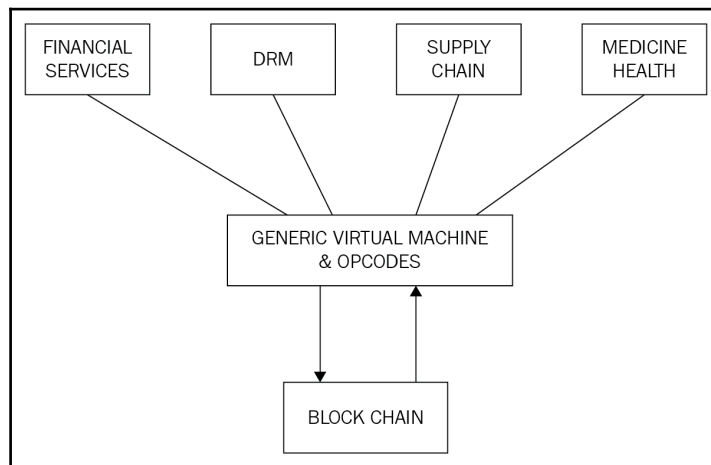 FINANCIAL
SERVICES
DRM
SUPPLY
CHAIN
MEDICINE
HEALTH
GENERIC VIRTUAL MACHINE
& OPCODES
BLOCK CHAIN